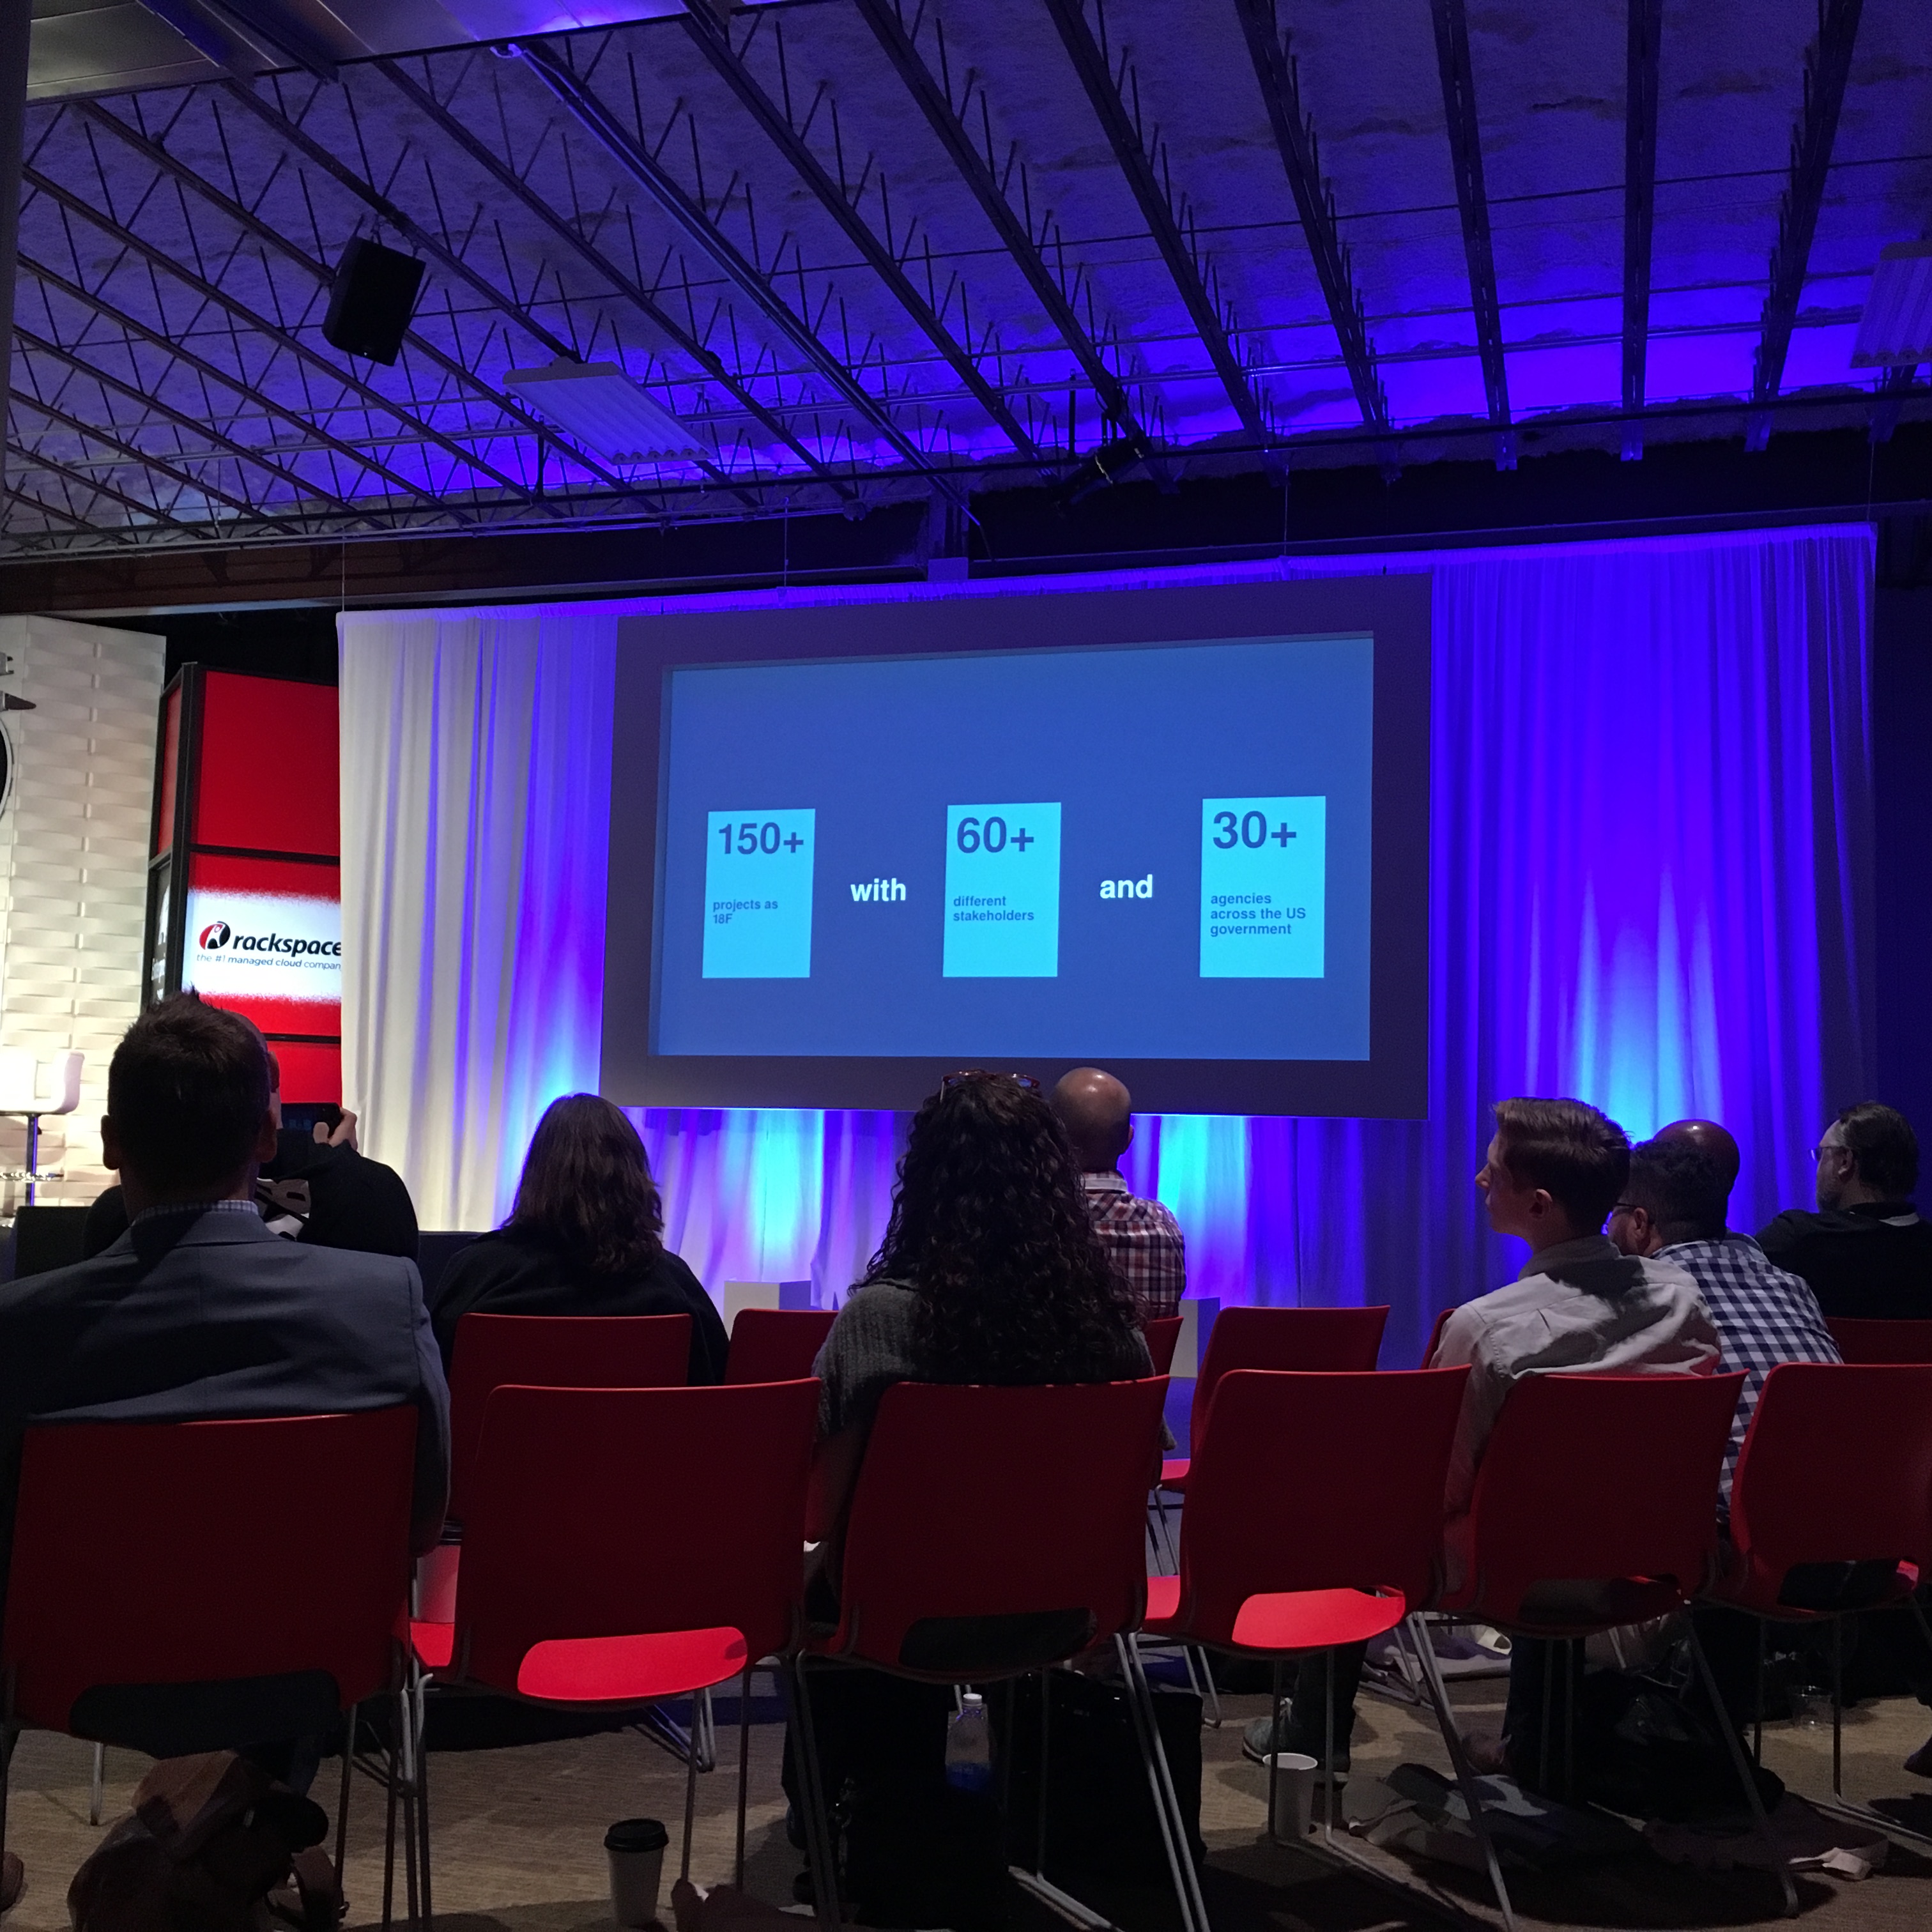 150+
projects as
18F
with
60+
different
stakeholders
and
30+
agencies
across the US
government
rackspace
the #1 managed cloud company